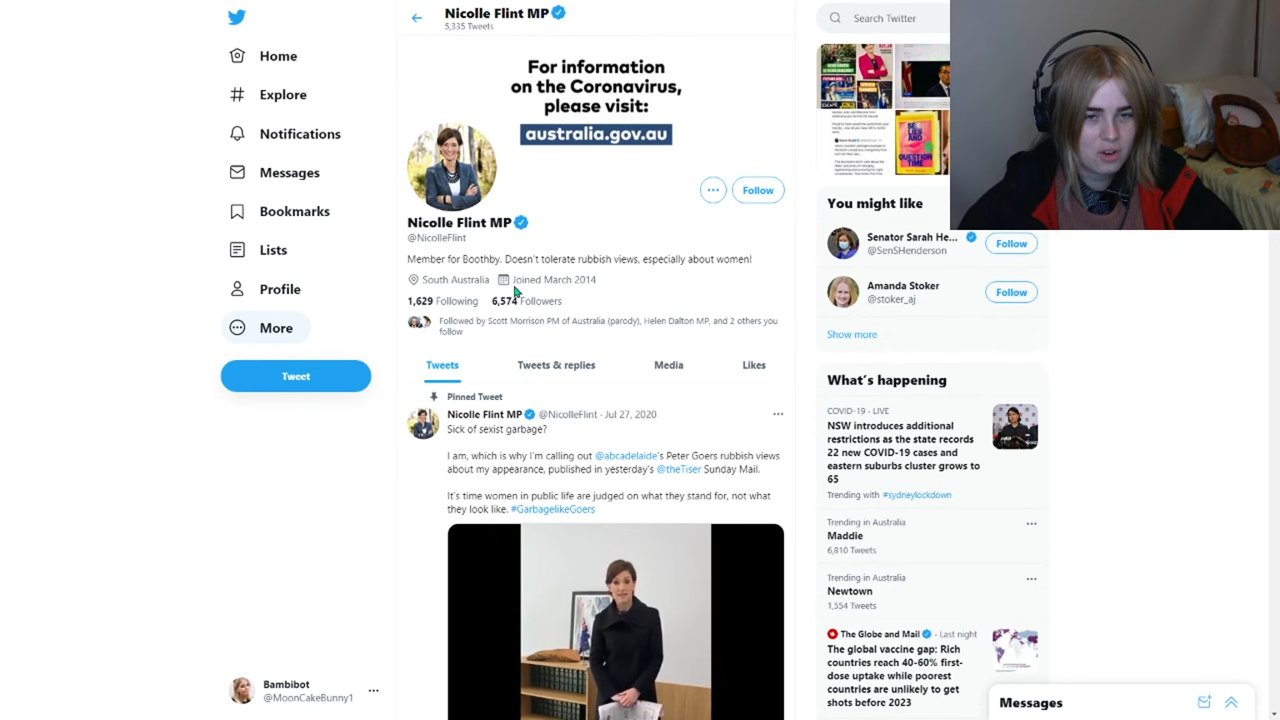 Home
Explore
Notifications
Messages
Bookmarks
Lists
Profile
More
Tweet
Bambibot
@MoonCakeBunny1
Nicolle Flint MP
5,335 Tweets
For information
on the Coronavirus,
please visit:
australia.gov.au
Follow
Nicolle Flint MP
@NicolleFlint
Member for Boothby. Doesn't tolerate rubbish views, especially about women!
South Australia Joined March 2014
1,629 Following 6,574 Followers
Followed by Scott Morrison PM of Australia (parody), Helen Dalton MP, and 2 others you
follow
Tweets Tweets & replies Media Likes
Pinned Tweet
Nicolle Flint MP @NicolleFlint · Jul 27, 2020
Sick of sexist garbage?
I am, which is why I'm calling out @abcadelaide's Peter Goers rubbish views
about my appearance, published in yesterday's @theTiser Sunday Mail.
It's time women in public life are judged on what they stand for, not what
they look like. #GarbagelikeGoers
Search Twitter
QUESTION
TIME
You might like
Senator Sarah He...
@SenSHenderson
Follow
Amanda Stoker
@stoker_aj
Follow
Show more
What's happening
COVID-19 · LIVE
NSW introduces additional
restrictions as the state records
22 new COVID-19 cases and
eastern suburbs cluster grows to
65
Trending with #sydneylockdown
Trending in Australia
Maddie
6,810 Tweets
Trending in Australia
Newtown
1,554 Tweets
The Globe and Mail · Last night
The global vaccine gap: Rich
countries reach 40-60% first-
dose uptake while poorest
countries are unlikely to get
shots before 2023
Messages